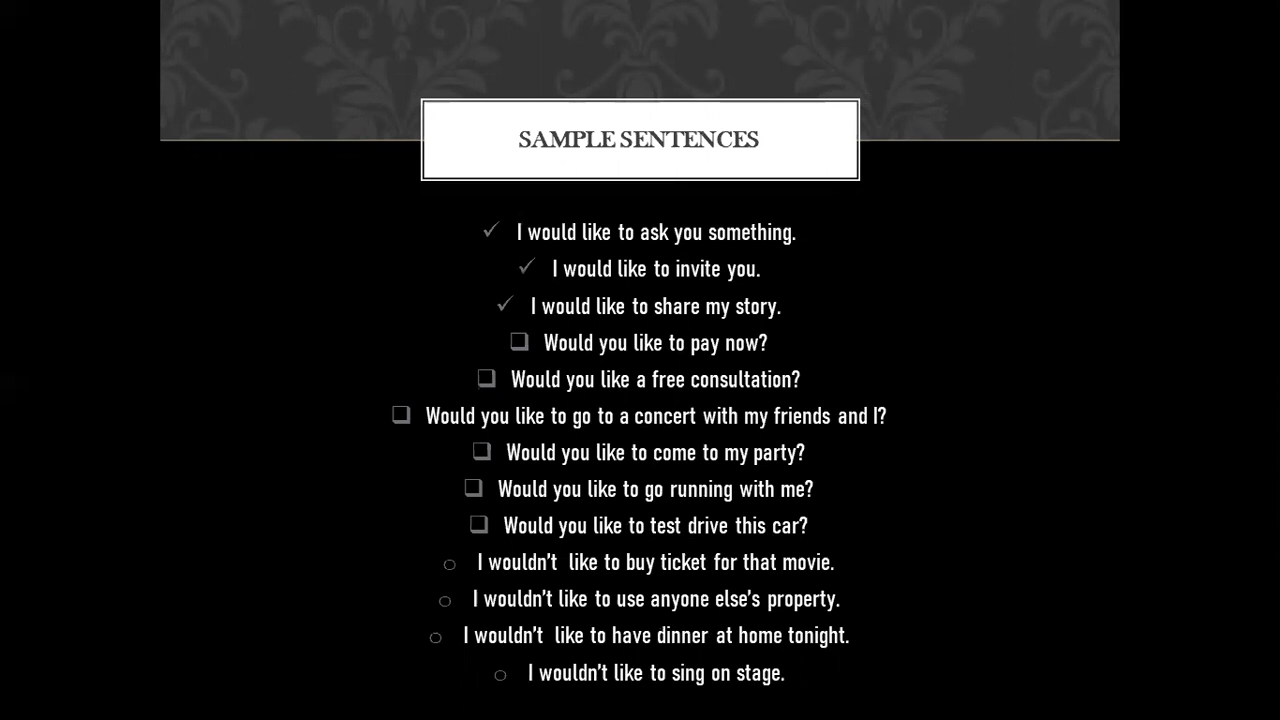 SAMPLE SENTENCES
✓ I would like to ask you something.
✓ I would like to invite you.
✓ I would like to share my story.
❑ Would you like to pay now?
❑ Would you like a free consultation?
❑ Would you like to go to a concert with my friends and I?
❑ Would you like to come to my party?
❑ Would you like to go running with me?
❑ Would you like to test drive this car?
○ I wouldn’t  like to buy ticket for that movie.
○ I wouldn’t like to use anyone else’s property.
○ I wouldn’t  like to have dinner at home tonight.
○ I wouldn’t like to sing on stage.